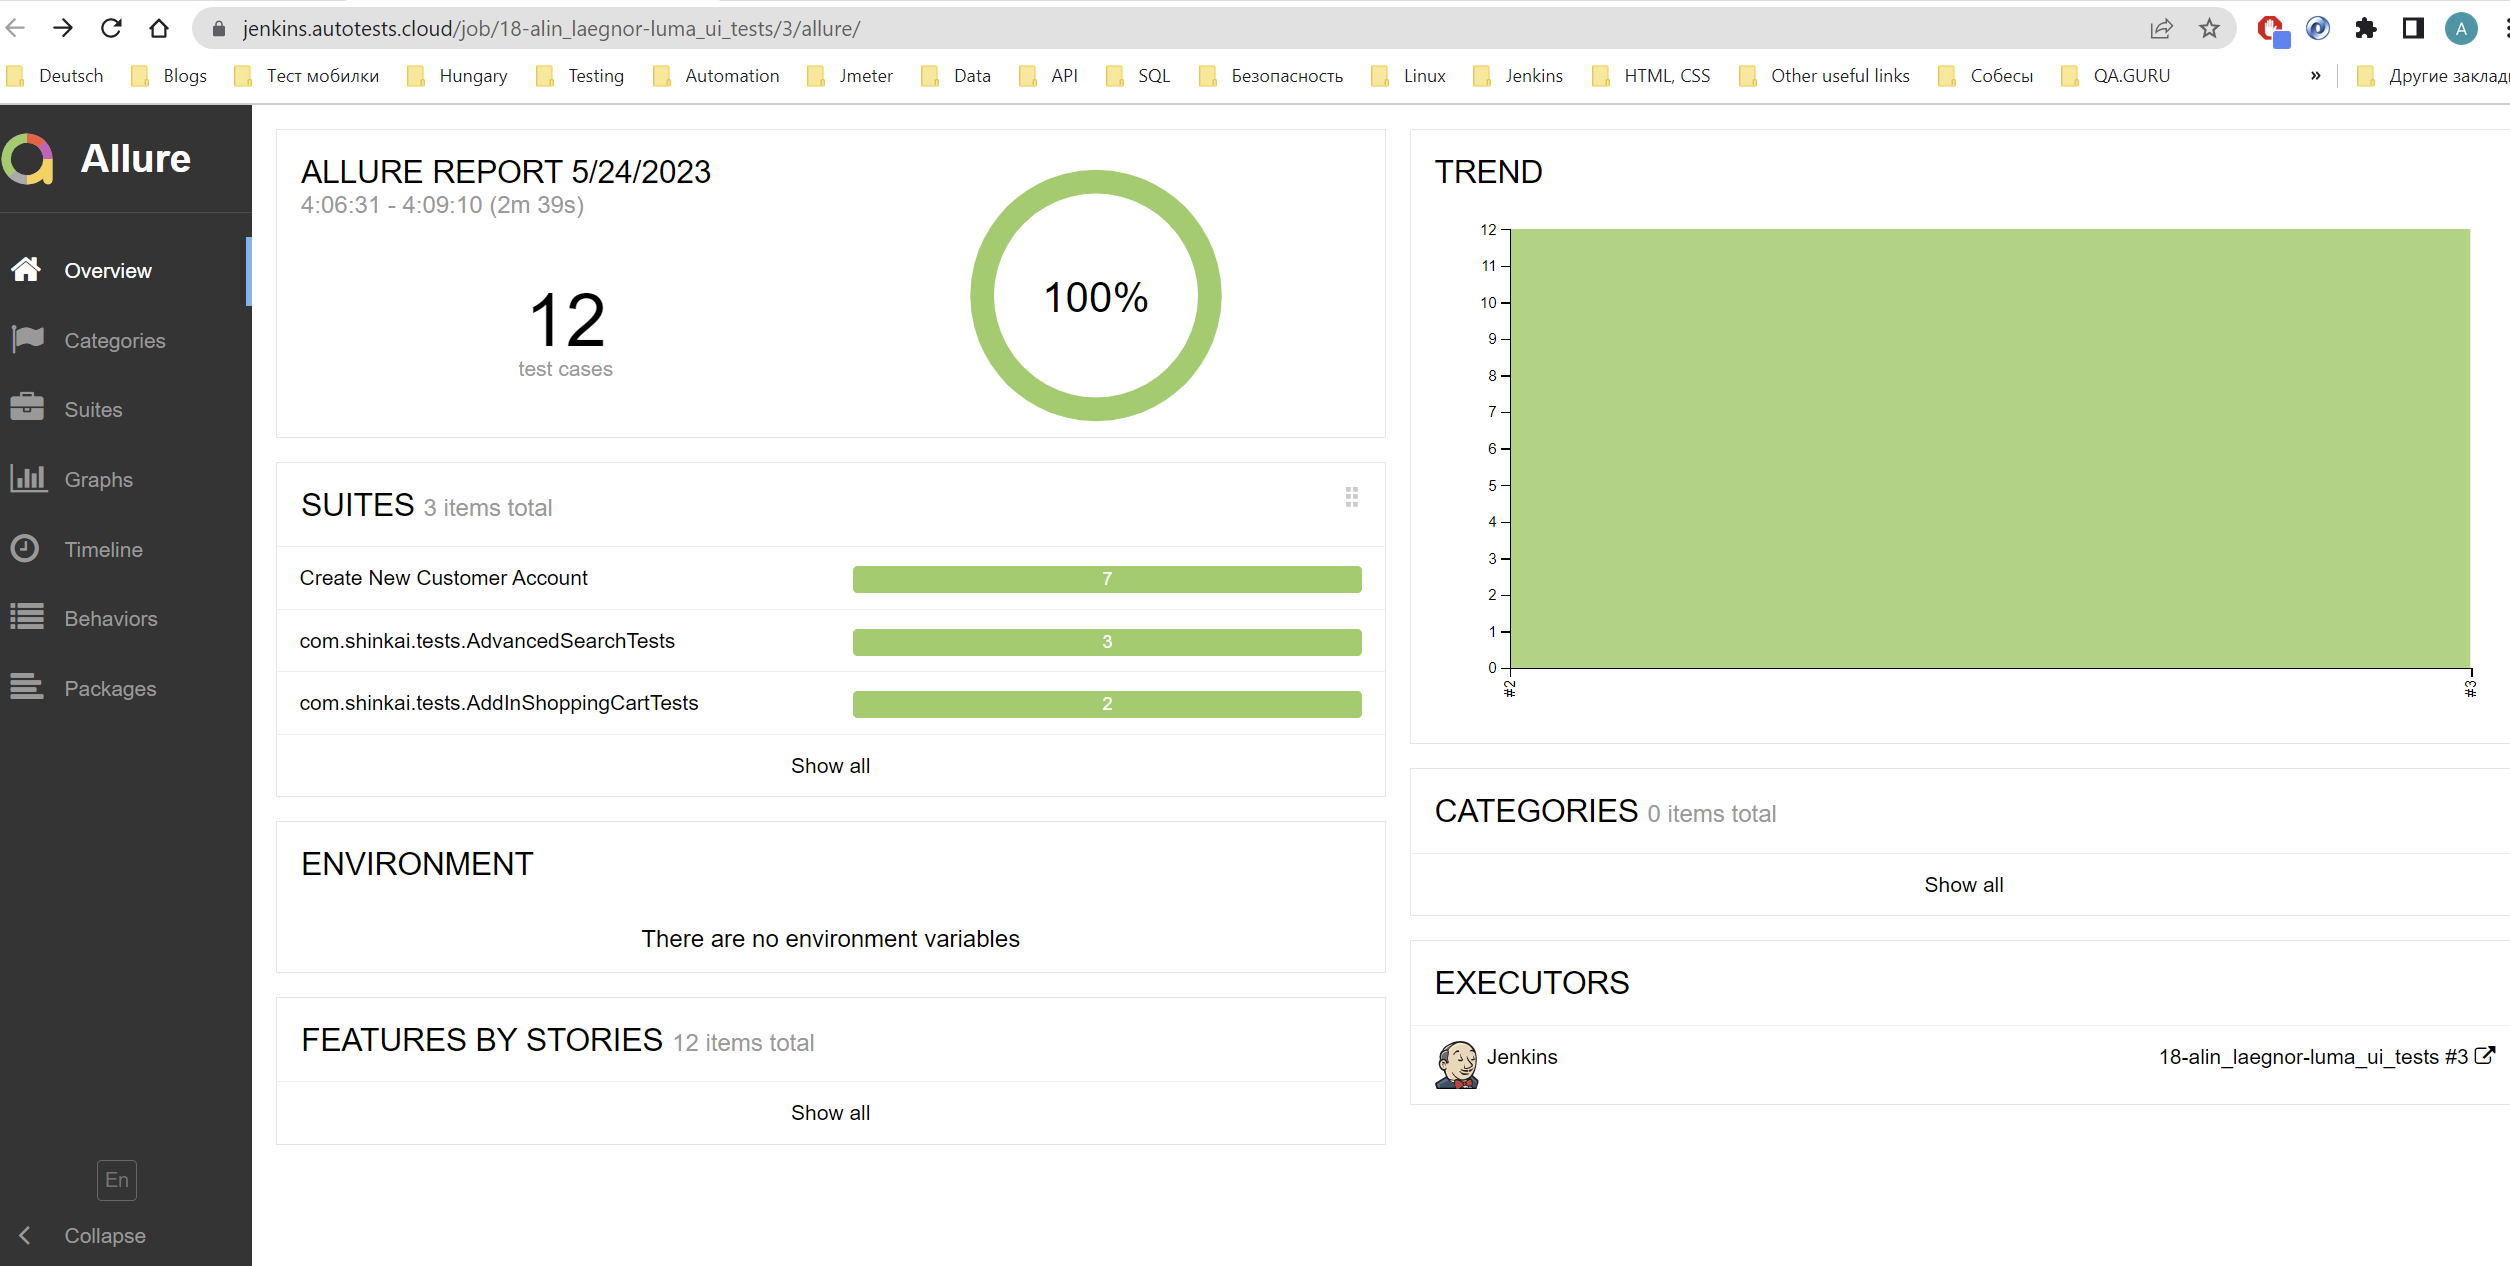 jenkins.autotests.cloud/job/18-alin_laegnor-luma_ui_tests/3/allure/
A
Deutsch Blogs Тест мобилки Hungary Testing Automation Jmeter Data API SQL Безопасность Linux Jenkins HTML, CSS Other useful links Собесы QA.GURU » Другие заклад
Allure
Overview
Categories
Suites
Graphs
Timeline
Behaviors
Packages
En
Collapse
ALLURE REPORT 5/24/2023
4:06:31 - 4:09:10 (2m 39s)
12
test cases
100%
SUITES 3 items total
Create New Customer Account 7
com.shinkai.tests.AdvancedSearchTests 3
com.shinkai.tests.AddInShoppingCartTests 2
Show all
ENVIRONMENT
There are no environment variables
FEATURES BY STORIES 12 items total
Show all
TREND
12
11
10
9
8
7
6
5
4
3
2
1
0
#2 #3
CATEGORIES 0 items total
Show all
EXECUTORS
Jenkins 18-alin_laegnor-luma_ui_tests #3